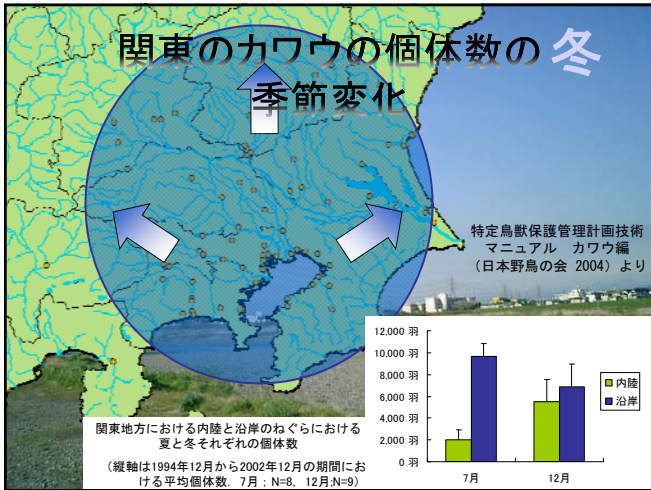 関東のカワウの個体数の 冬
季節変化
特定鳥獣保護管理計画技術
マニュアル カワウ編
(日本野鳥の会 2004) より
12,000 羽
10,000 羽
8,000 羽
6,000 羽
4,000 羽
2,000 羽
0 羽
7月
12月
内陸
沿岸
関東地方における内陸と沿岸のねぐらにおける
夏と冬それぞれの個体数
(縦軸は1994年12月から2002年12月の期間にお
ける平均個体数. 7月;N=8, 12月;N=9)